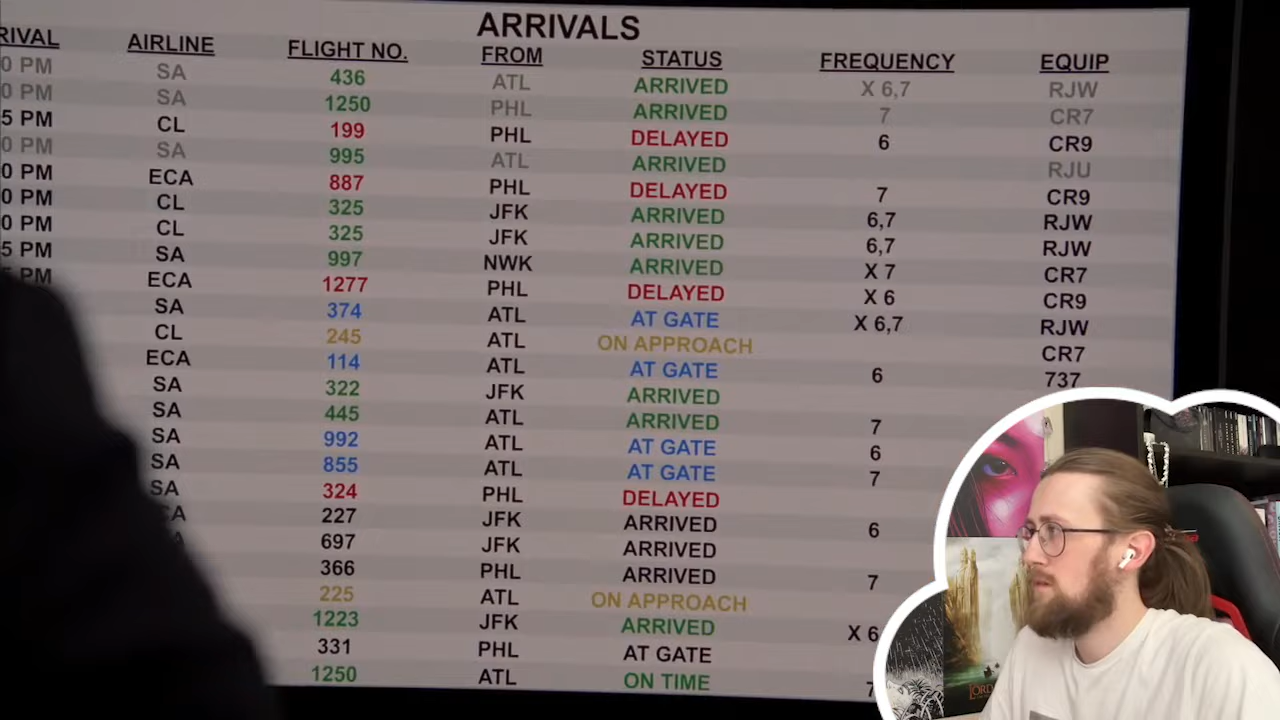 ARRIVALS
RIVAL AIRLINE FLIGHT NO. FROM STATUS FREQUENCY EQUIP
0 PM SA 436 ATL ARRIVED X 6,7 RJW
0 PM SA 1250 PHL ARRIVED 7 CR7
5 PM CL 199 PHL DELAYED 6 CR9
0 PM SA 995 ATL ARRIVED RJU
0 PM ECA 887 PHL DELAYED 7 CR9
0 PM CL 325 JFK ARRIVED 6,7 RJW
0 PM CL 325 JFK ARRIVED 6,7 RJW
5 PM SA 997 NWK ARRIVED X 7 CR7
5 PM ECA 1277 PHL DELAYED X 6 CR9
SA 374 ATL AT GATE X 6,7 RJW
CL 245 ATL ON APPROACH CR7
ECA 114 ATL AT GATE 6 737
SA 322 JFK ARRIVED
SA 445 ATL ARRIVED 7
SA 992 ATL AT GATE 6
SA 855 ATL AT GATE 7
SA 324 PHL DELAYED
CA 227 JFK ARRIVED 6
A 697 JFK ARRIVED
366 PHL ARRIVED 7
225 ATL ON APPROACH
1223 JFK ARRIVED X 6
331 PHL AT GATE
1250 ATL ON TIME 7
LORD